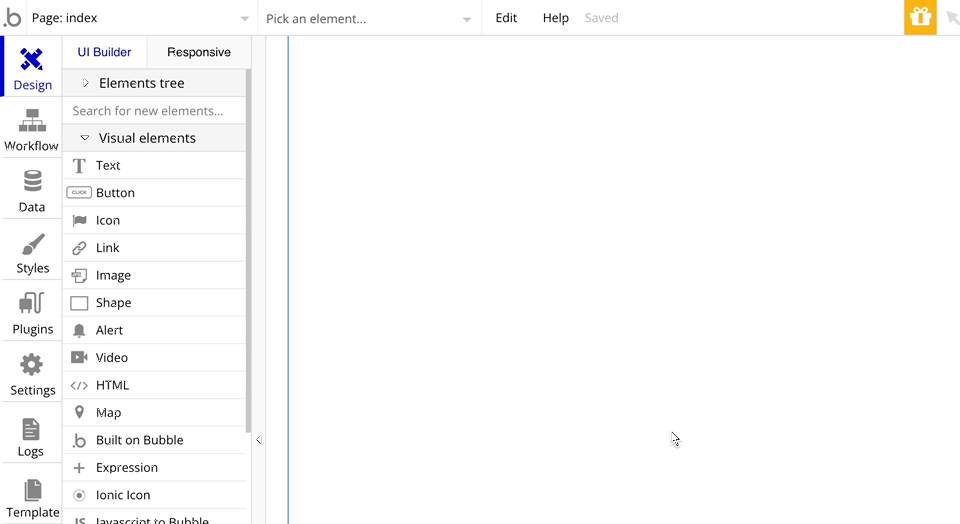 .b Page: index Pick an element... Edit Help Saved
UI Builder Responsive
Design
Elements tree
Search for new elements...
Visual elements
Workflow
Text
CLICK Button
Data
Icon
Link
Styles
Image
Shape
Plugins
Alert
Video
Settings
</> HTML
Map
Logs
.b Built on Bubble
Expression
Ionic Icon
Template
JS Javascript to Bubble